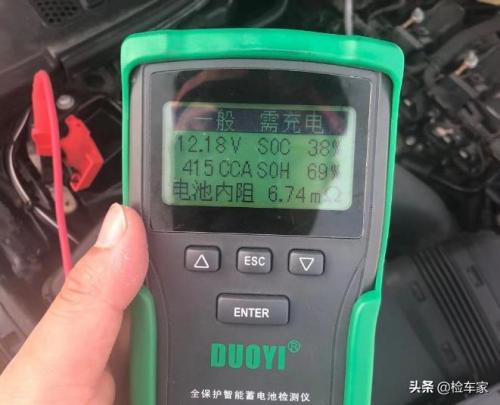 一般 需充电
12.18V SOC 38%
415CCA SOH 69%
电池内阻 6.74mΩ
ESC
ENTER
DUOYI®
全保护智能蓄电池检测仪
头条 @检车家